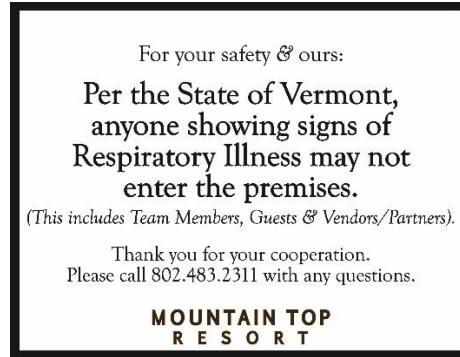 For your safety & ours:
Per the State of Vermont,
anyone showing signs of
Respiratory Illness may not
enter the premises.
(This includes Team Members, Guests & Vendors/Partners).
Thank you for your cooperation.
Please call 802.483.2311 with any questions.
MOUNTAIN TOP
RESORT